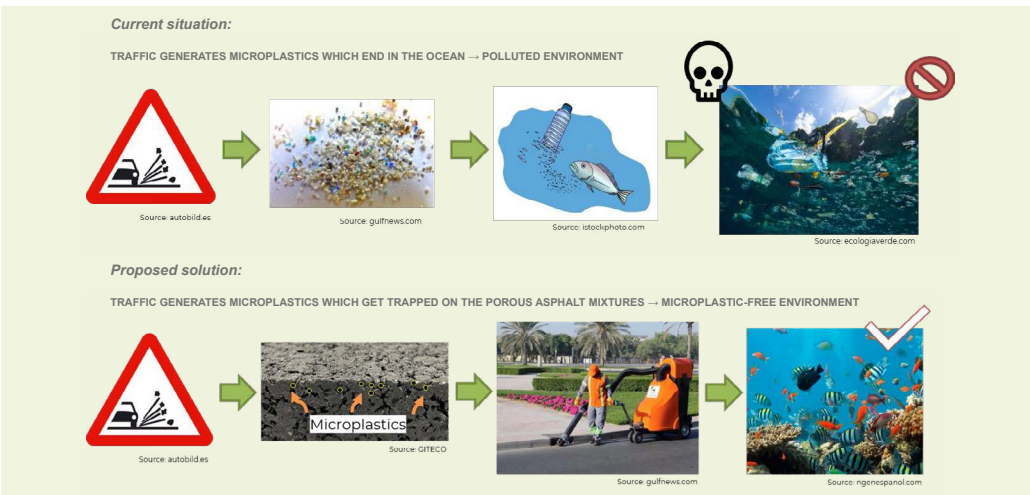 Current situation:
TRAFFIC GENERATES MICROPLASTICS WHICH END IN THE OCEAN → POLLUTED ENVIRONMENT
Source: autobild.es
Source: gulfnews.com
Source: istockphoto.com
Source: ecologiaverde.com
Proposed solution:
TRAFFIC GENERATES MICROPLASTICS WHICH GET TRAPPED ON THE POROUS ASPHALT MIXTURES → MICROPLASTIC-FREE ENVIRONMENT
Microplastics
Source: autobild.es
Source: GITECO
Source: gulfnews.com
Source: ngenespanol.com